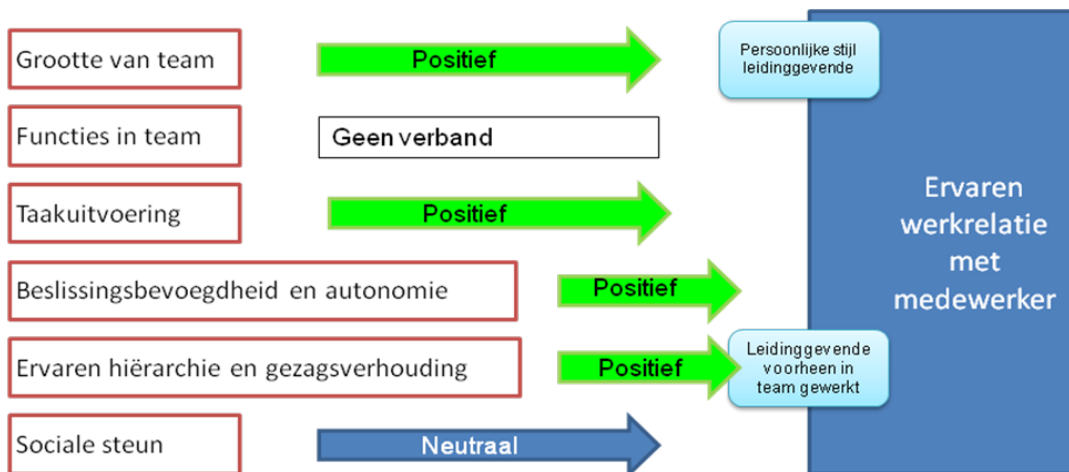 Grootte van team
Positief
Persoonlijke stijl
leidinggevende
Functies in team
Geen verband
Taakuitvoering
Positief
Beslissingsbevoegdheid en autonomie
Positief
Ervaren hiërarchie en gezagsverhouding
Positief
Leidinggevende
voorheen in
team gewerkt
Sociale steun
Neutraal
Ervaren
werkrelatie
met
medewerker